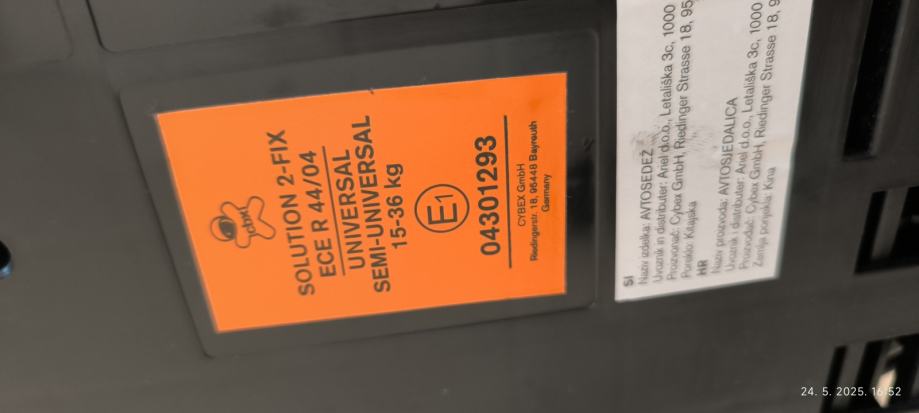 SOLUTION 2-FIX
ECE R 44/04
UNIVERSAL
SEMI-UNIVERSAL
15-36 kg
E1
04301293
CYBEX GmbH
Riedingerstr. 18, 95448 Bayreuth
Germany
SI
Naziv izdelka: AVTOSEDEŽ
Uvoznik in distributer: Ariel d.o.o., Letališka 3c, 1000
Proizvajalec: Cybex GmbH, Riedinger Strasse 18, 95
Poreklo: Kitajska
HR
Naziv proizvoda: AVTOSJEDALICA
Uvoznik i distributer: Ariel d.o.o., Letališka 3c, 1000
Proizvođač: Cybex GmbH, Riedinger Strasse 18, 9
Zemlja porijekla: Kina
24. 5. 2025. 16:52